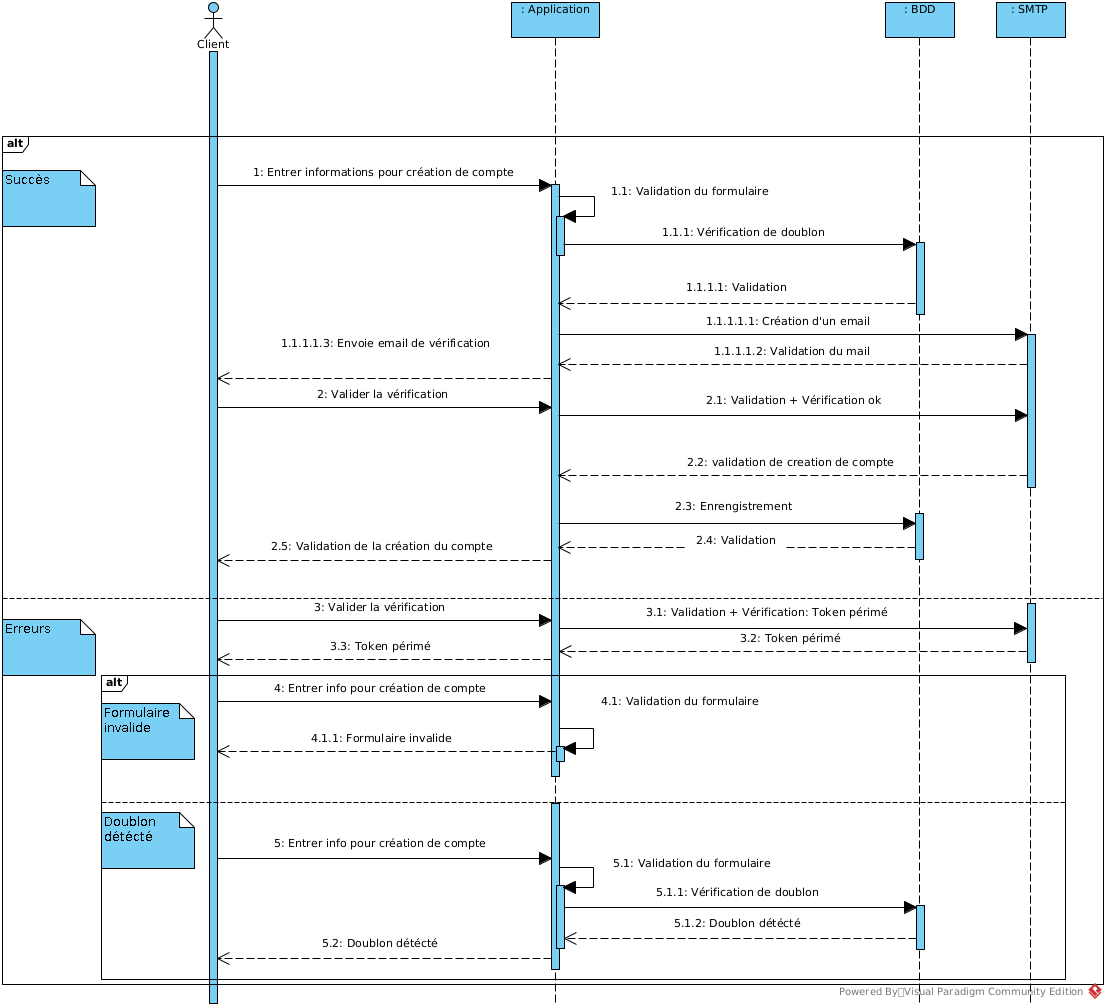 : Application
: BDD
: SMTP
Client
alt
Succès
1: Entrer informations pour création de compte
1.1: Validation du formulaire
1.1.1: Vérification de doublon
1.1.1.1: Validation
1.1.1.1.1: Création d'un email
1.1.1.1.3: Envoie email de vérification
1.1.1.1.2: Validation du mail
2: Valider la vérification
2.1: Validation + Vérification ok
2.2: validation de creation de compte
2.3: Enrengistrement
2.4: Validation
2.5: Validation de la création du compte
3: Valider la vérification
3.1: Validation + Vérification: Token périmé
Erreurs
3.2: Token périmé
3.3: Token périmé
alt
4: Entrer info pour création de compte
4.1: Validation du formulaire
Formulaire
invalide
4.1.1: Formulaire invalide
Doublon
détécté
5: Entrer info pour création de compte
5.1: Validation du formulaire
5.1.1: Vérification de doublon
5.1.2: Doublon détécté
5.2: Doublon détécté
Powered By Visual Paradigm Community Edition